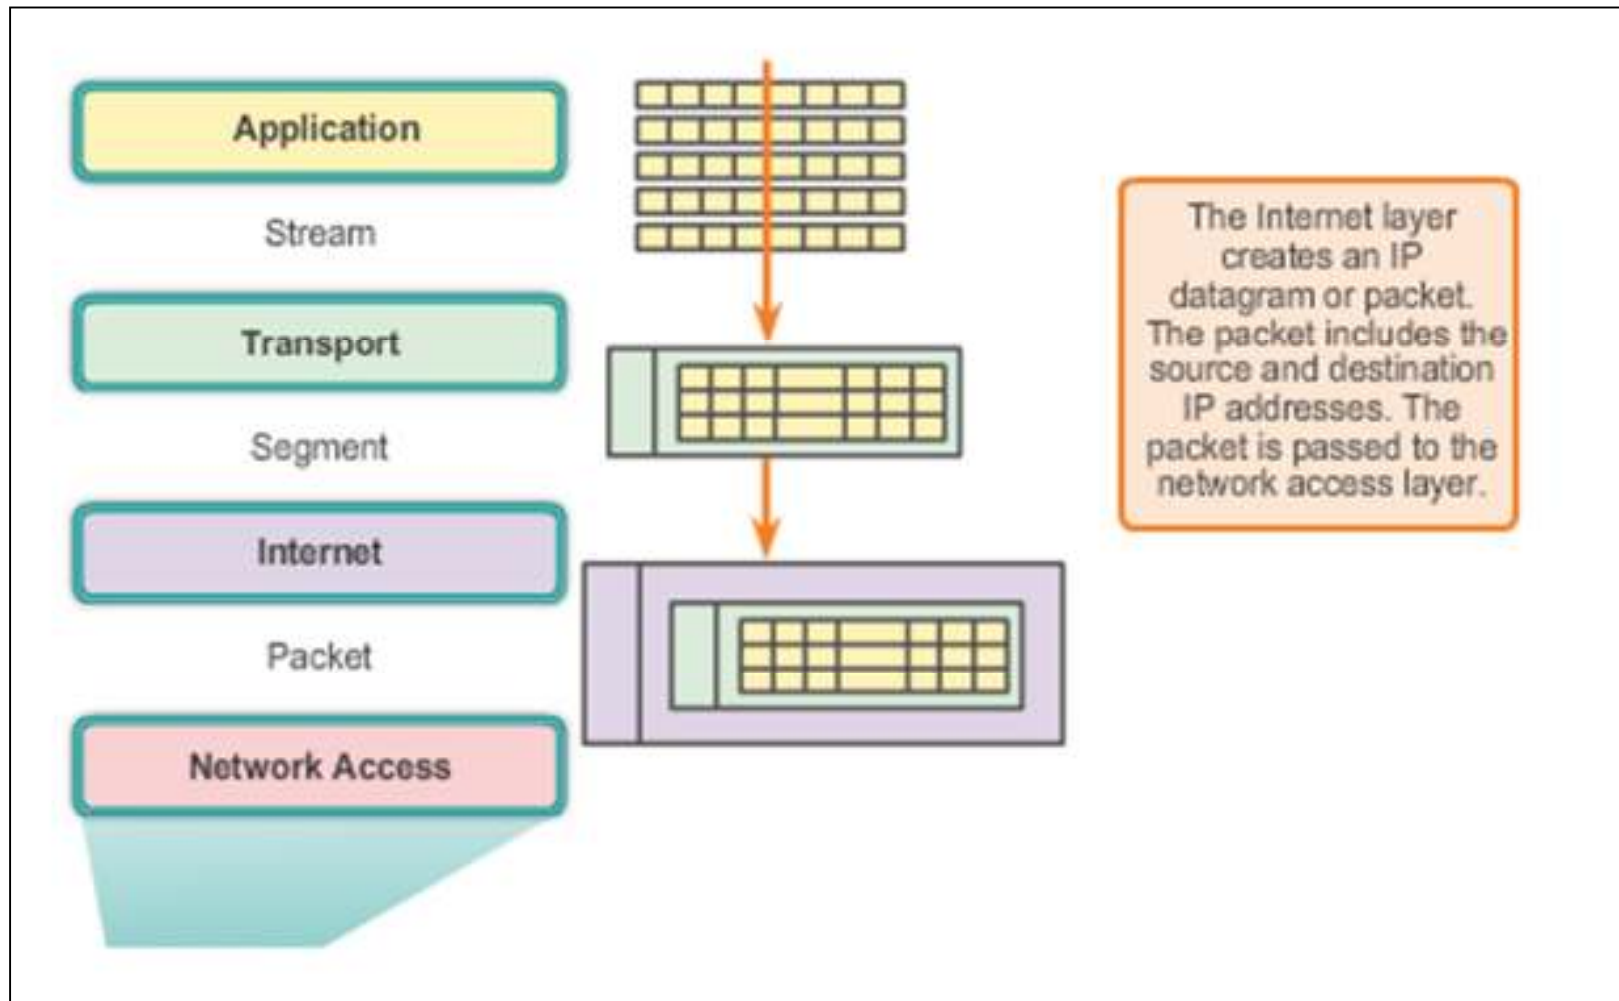 Application
Stream
Transport
Segment
Internet
Packet
Network Access
The Internet layer
creates an IP
datagram or packet.
The packet includes the
source and destination
IP addresses. The
packet is passed to the
network access layer.